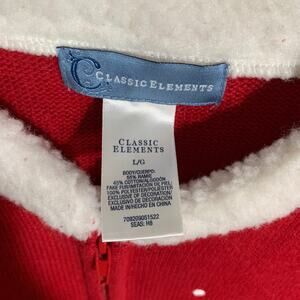 CLASSIC ELEMENTS
CLASSIC
ELEMENTS
L/G
BODY/CUERPO:
55% RAMIE
45% COTTON/ALGODON
FAKE FUR/IMITACIÓN DE PIEL:
100% POLYESTER/POLIÉSTER
EXCLUSIVE OF DECORATION/
EXCLUSIVO DE DECORACIÓN
MADE IN/HECHO EN CHINA
709209051522
SEAS: H8